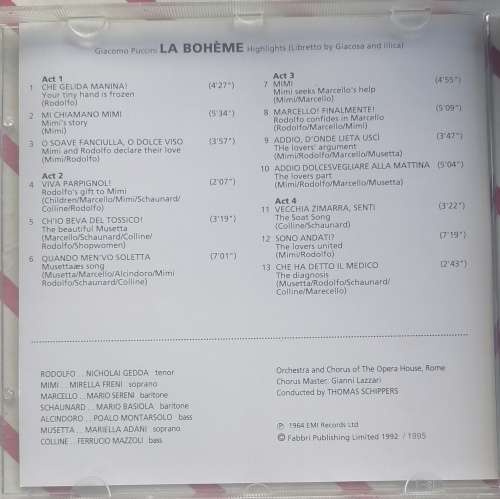 Giacomo Puccini LA BOHÈME Highlights (Libretto by Giacosa and illica)
Act 1
1 CHE GELIDA MANINA! (4'27")
Your tiny hand is frozen
(Rodolfo)
2 MI CHIAMANO MIMI (5'34")
Mimi's story
(Mimi)
3 O SOAVE FANCIULLA, O DOLCE VISO (3'57")
Mimi and Rodolfo declare their love
(Mimi/Rodolfo)
Act 2
4 VIVA PARPIGNOL! (2'07")
Rodolfo's gift to Mimi
(Children/Marcello/Mimi/Schaunard/
Colline/Rodolfo)
5 CH'IO BEVA DEL TOSSICO! (3'19")
The beautiful Musetta
(Marcello/Schaunard/Colline/
Rodolfo/Shopwomen)
6 QUANDO MEN'VO SOLETTA (7'01")
Musettaæs song
(Musetta/Marcello/Alcindoro/Mimi
Rodolfo/Schaunard/Colline)
Act 3
7 MIMI (4'55")
Mimi seeks Marcello's help
(Mimi/Marcello)
8 MARCELLO! FINALMENTE! (5'09")
Rodolfo confides in Marcello
(Rodolfo/Marcello/Mimi)
9 ADDIO, D'ONDE LIETA USCÌ (3'47")
THe lovers' argument
(Mimi/Rodolfo/Marcello/Musetta)
10 ADDIO DOLCESVEGLIARE ALLA MATTINA (5'04")
The lovers part
(Mimi/Rodolfo/Marcello/Musetta)
Act 4
11 VECCHIA ZIMARRA, SENTI (3'22")
The Soat Song
(Colline/Schaunard)
12 SONO ANDATI? (7'19")
The lovers united
(Mimi/Rodolfo)
13 CHE HA DETTO IL MEDICO (2'43")
The diagnosis
(Musetta/Rodolfo/Schaunard/
Colline/Marecello)
RODOLFO . . NICHOLAI GEDDA tenor
MIMI . . MIRELLA FRENI soprano
MARCELLO . . MARIO SERENI baritone
SCHAUNARD . . MARIO BASIOLA baritone
ALCINDORO . . POALO MONTARSOLO bass
MUSETTA . . MARIELLA ADANI soprano
COLLINE . . FERRUCIO MAZZOLI bass
Orchestra and Chorus of The Opera House, Rome
Chorus Master: Gianni Lazzari
Conducted by THOMAS SCHIPPERS
℗ 1964 EMI Records Ltd
© Fabbri Publishing Limited 1992 / 1995